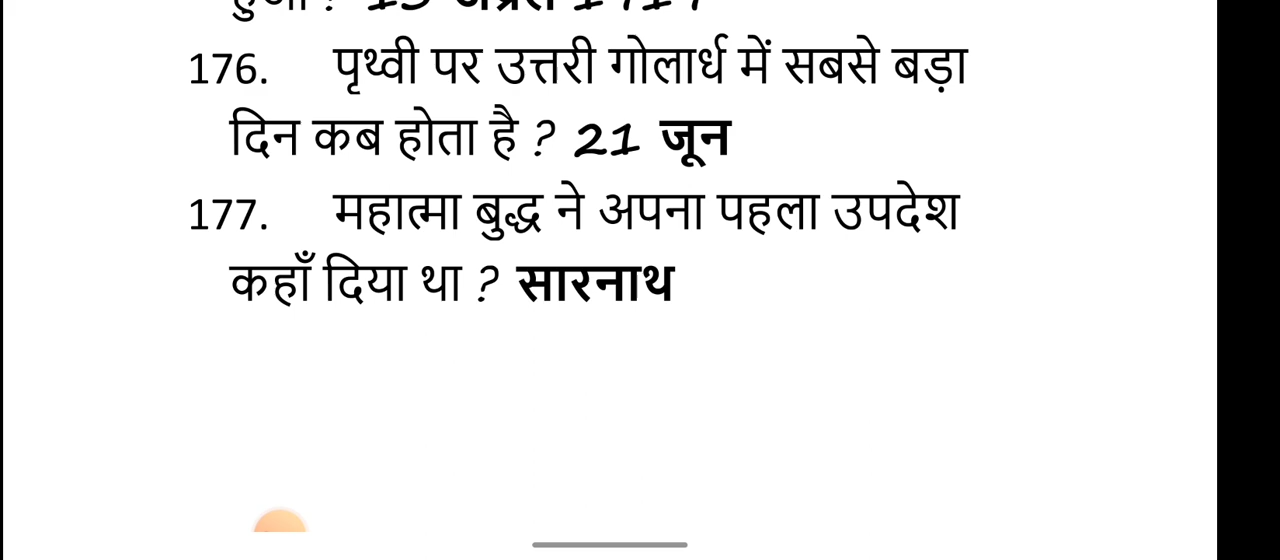 176. पृथ्वी पर उत्तरी गोलार्ध में सबसे बड़ा
दिन कब होता है ? 21 जून
177. महात्मा बुद्ध ने अपना पहला उपदेश
कहाँ दिया था ? सारनाथ